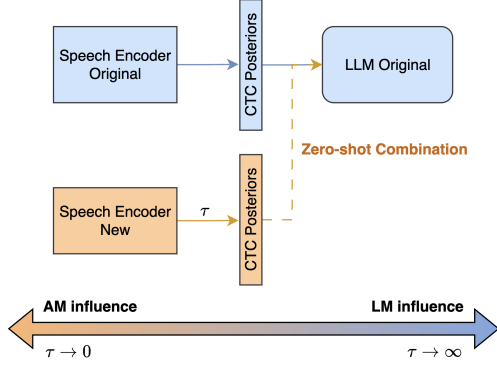 Speech Encoder
Original
CTC Posteriors
LLM Original
Zero-shot Combination
Speech Encoder
New
τ
CTC Posteriors
AM influence
LM influence
τ → 0
τ → ∞